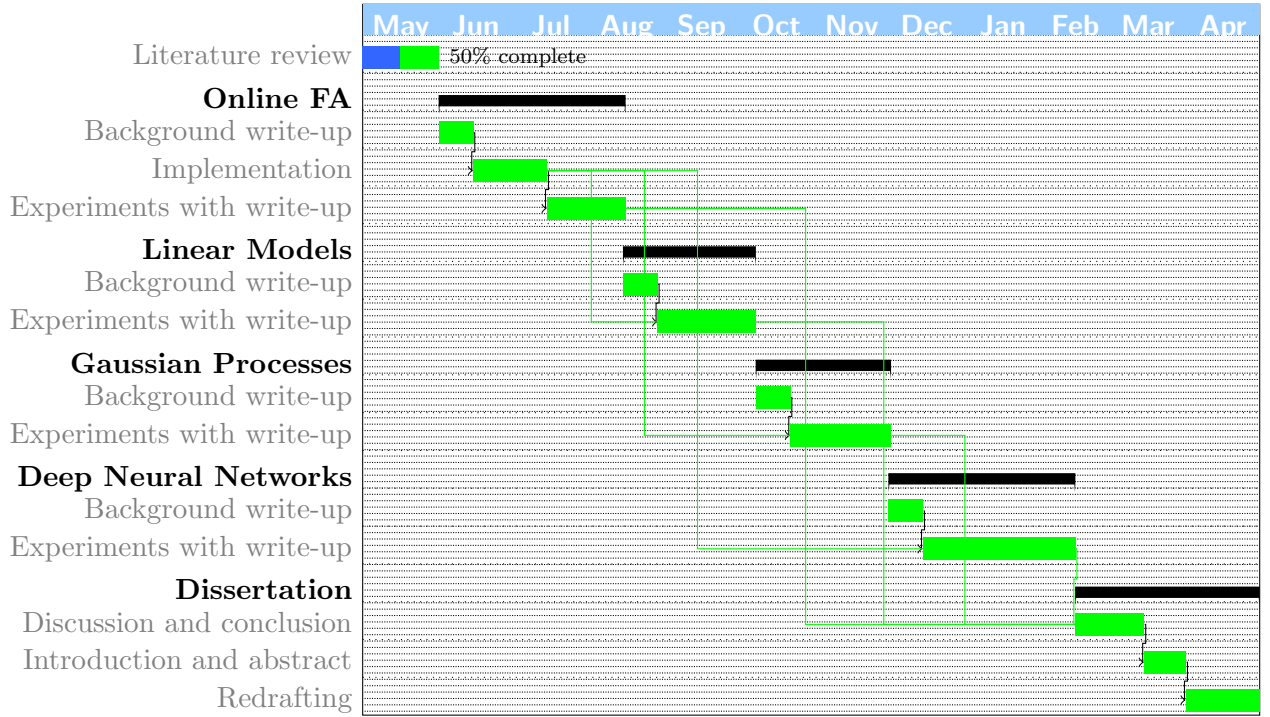 May Jun Jul Aug Sep Oct Nov Dec Jan Feb Mar Apr
Literature review 50% complete
Online FA
Background write-up
Implementation
Experiments with write-up
Linear Models
Background write-up
Experiments with write-up
Gaussian Processes
Background write-up
Experiments with write-up
Deep Neural Networks
Background write-up
Experiments with write-up
Dissertation
Discussion and conclusion
Introduction and abstract
Redrafting